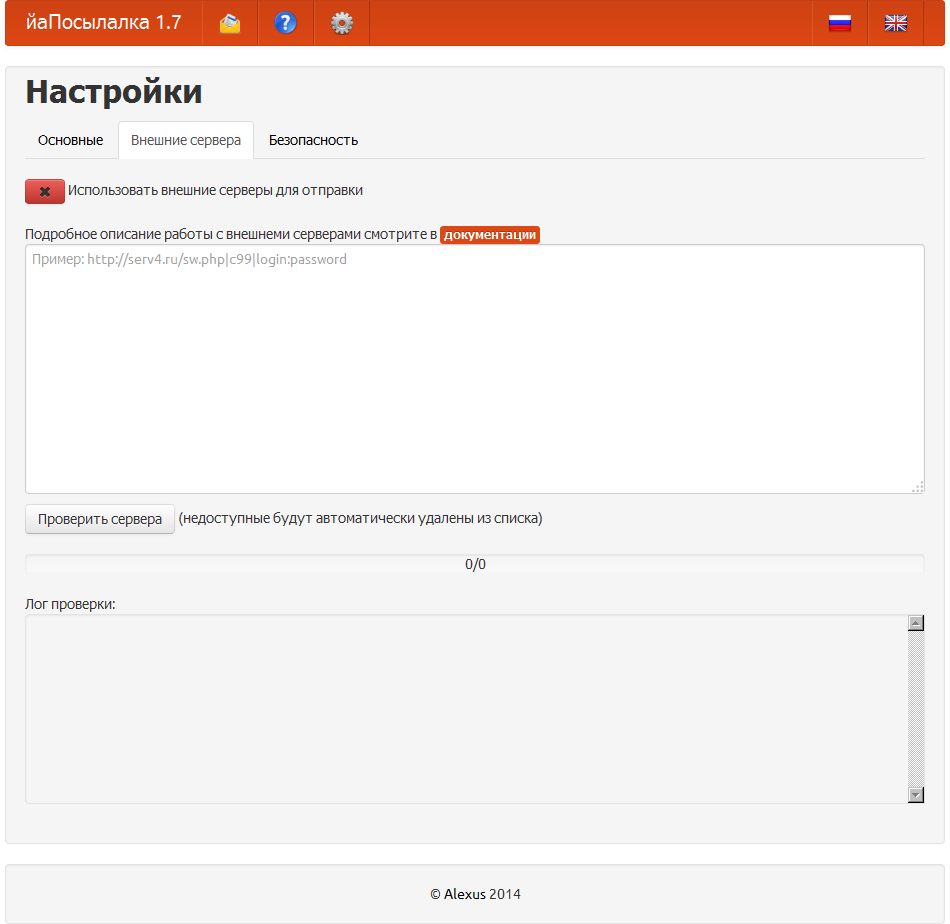 йаПосылалка 1.7
Настройки
Основные Внешние сервера Безопасность
Использовать внешние серверы для отправки
Подробное описание работы с внешнеми серверами смотрите в документации
Пример: http://serv4.ru/sw.php|c99|login:password
Проверить сервера (недоступные будут автоматически удалены из списка)
0/0
Лог проверки:
© Alexus 2014